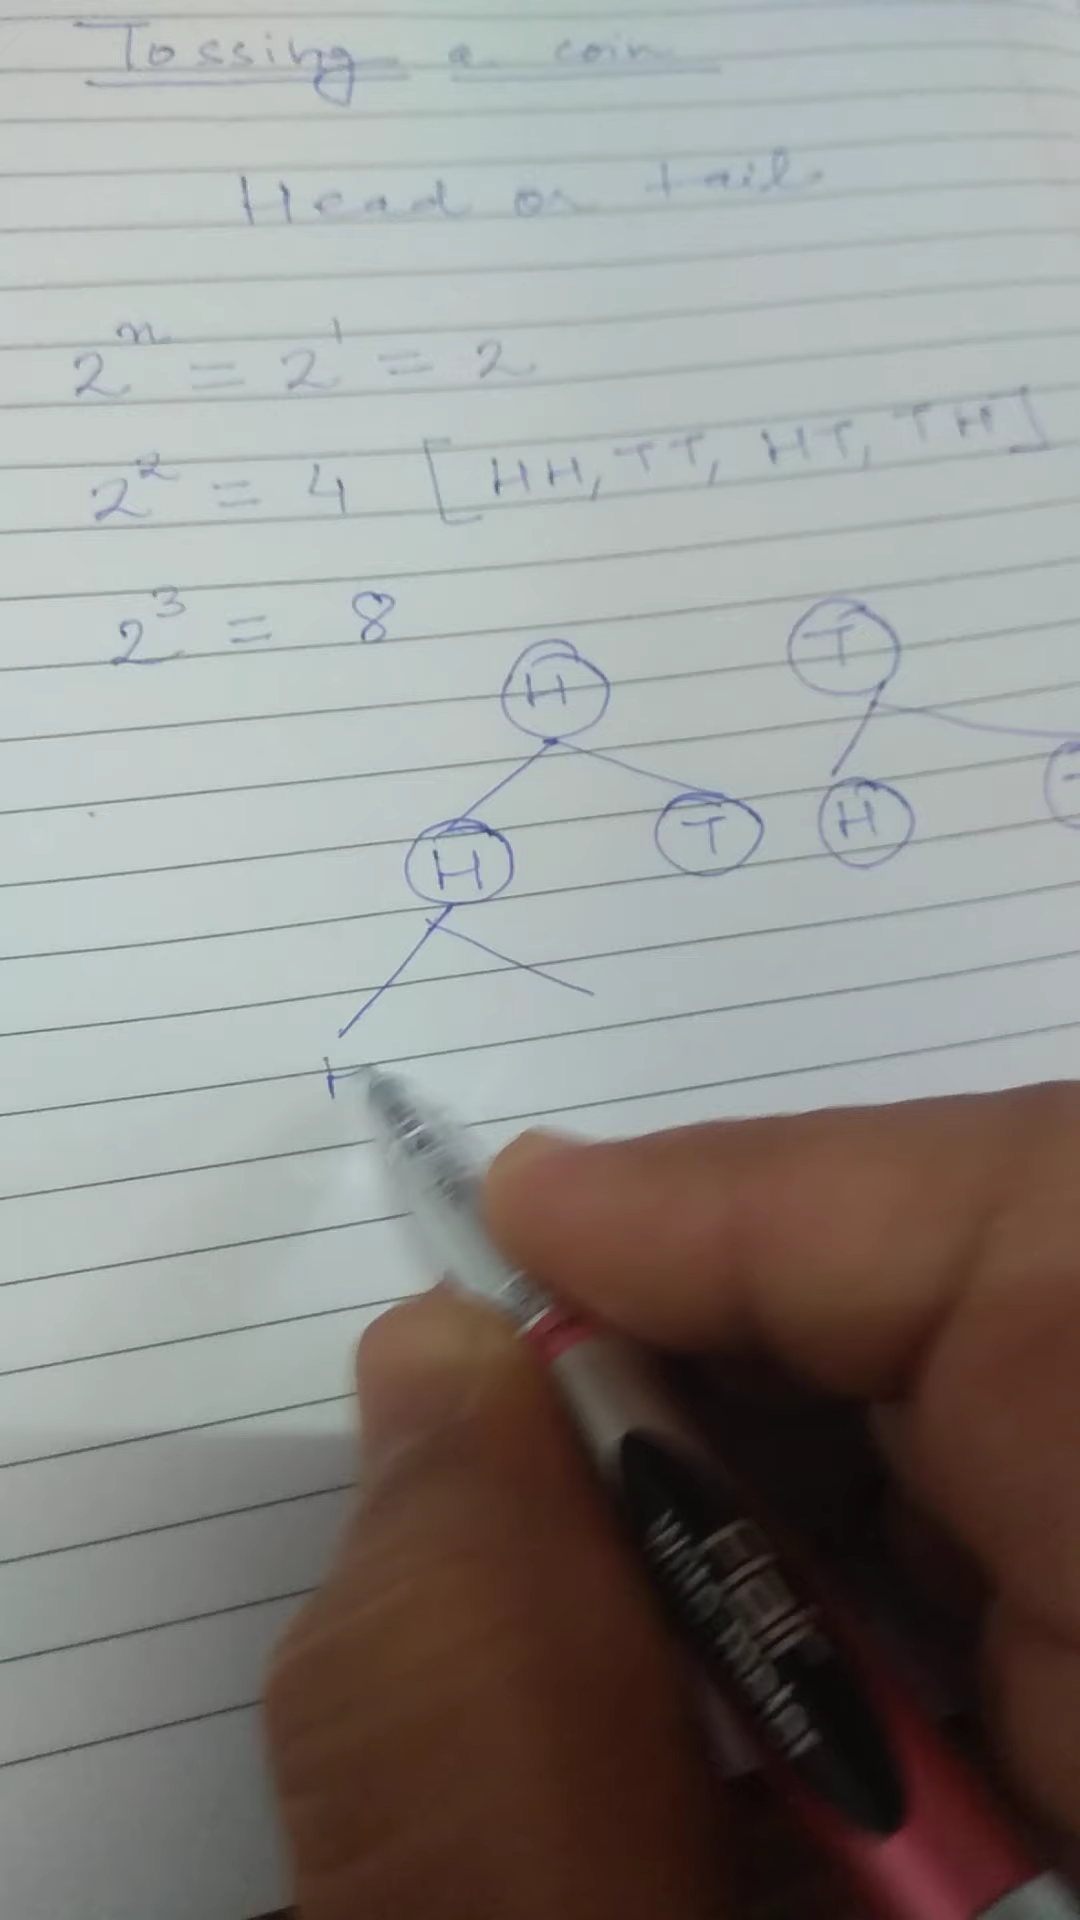 Tossing a coin
Head or tail
2^n = 2^1 = 2
2^2 = 4 [HH, TT, HT, TH]
2^3 = 8
H T
H T H